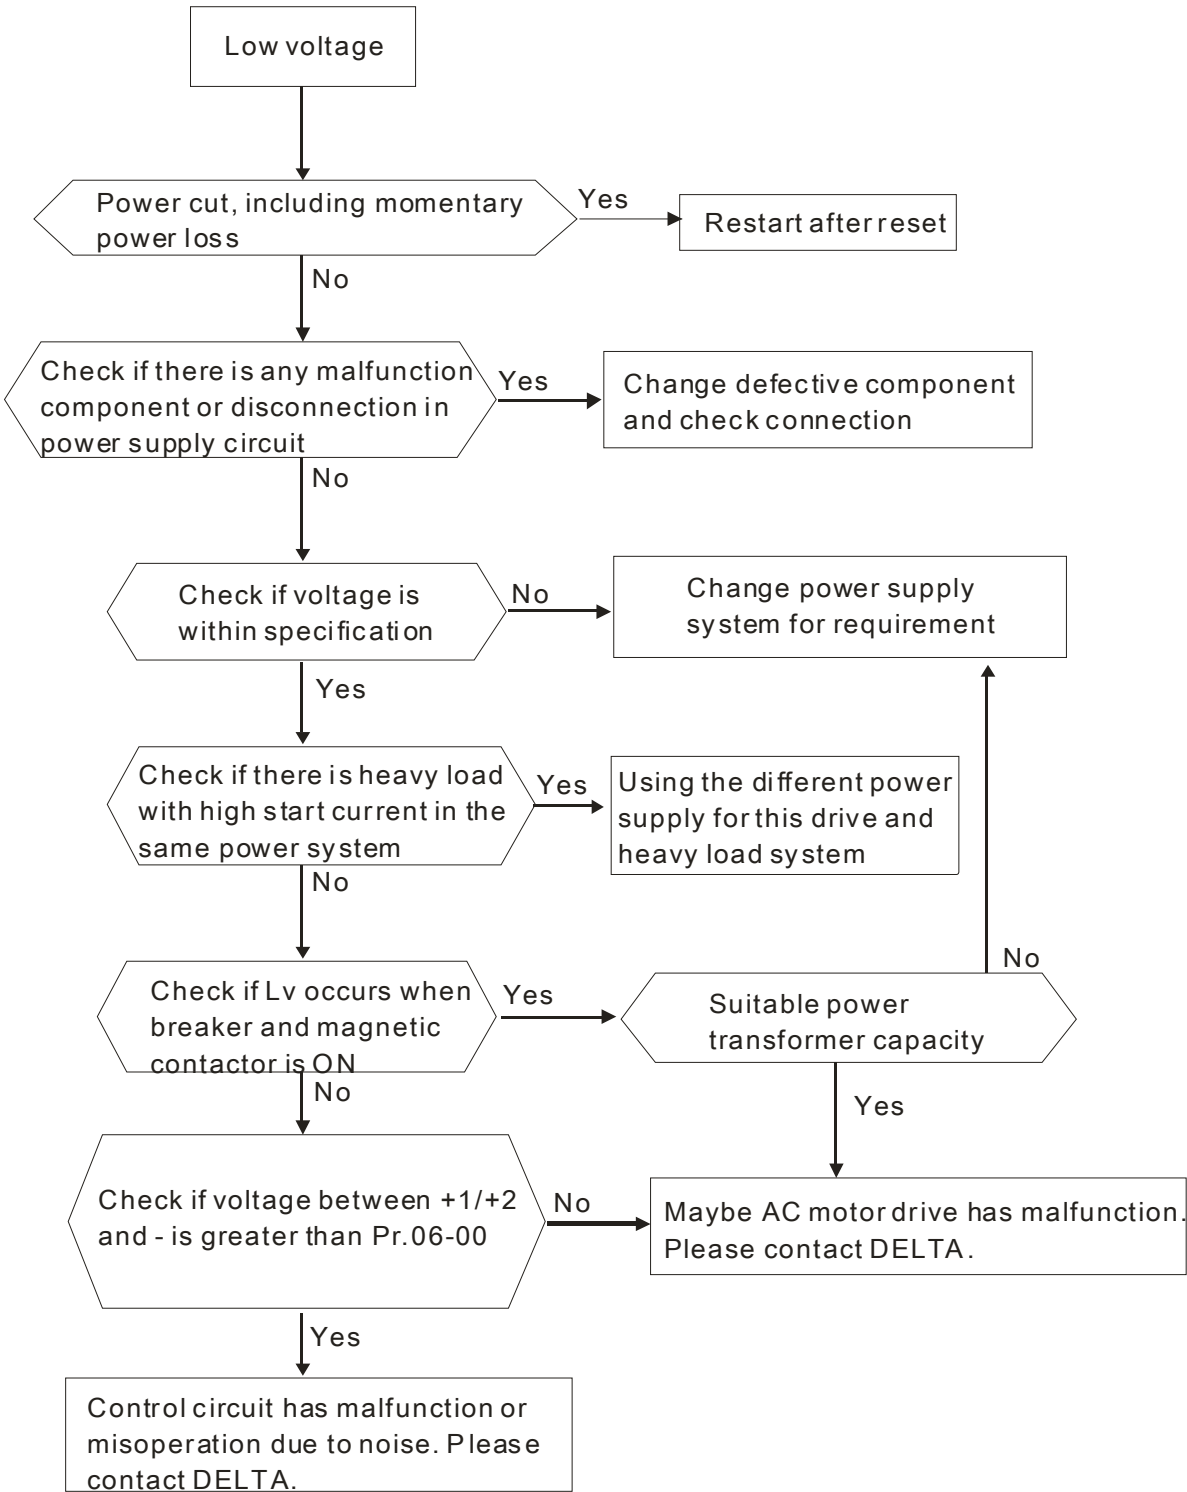 Low voltage
Power cut, including momentary
power loss
Yes
Restart after reset
No
Check if there is any malfunction
component or disconnection in
power supply circuit
Yes
Change defective component
and check connection
No
Check if voltage is
within specification
No
Change power supply
system for requirement
Yes
Check if there is heavy load
with high start current in the
same power system
Yes
Using the different power
supply for this drive and
heavy load system
No
Check if Lv occurs when
breaker and magnetic
contactor is ON
Yes
Suitable power
transformer capacity
No
No
Yes
Check if voltage between +1/+2
and - is greater than Pr.06-00
No
Maybe AC motor drive has malfunction.
Please contact DELTA.
Yes
Control circuit has malfunction or
misoperation due to noise. Please
contact DELTA.